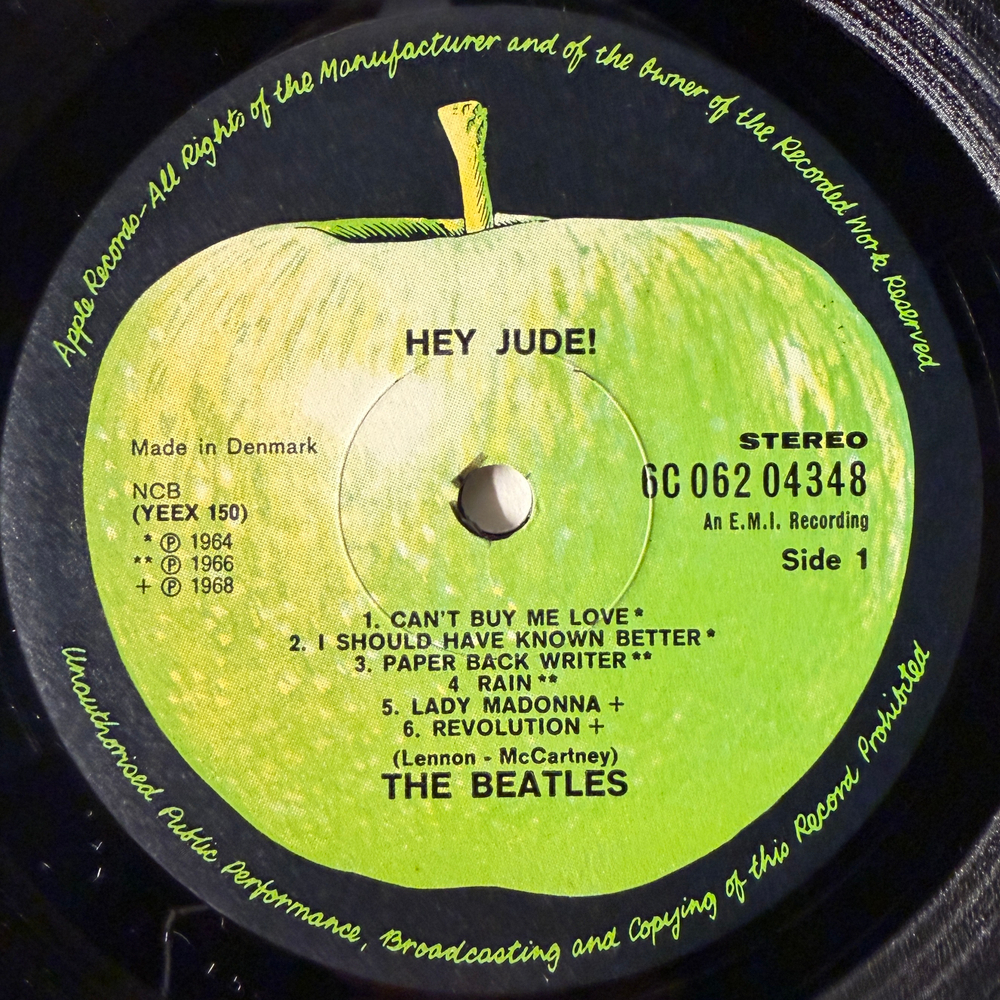 Apple Records - All Rights of the Manufacturer and of the Owner of the Recorded Work Reserved
HEY JUDE!
Made in Denmark
NCB
(YEEX 150)
* Ⓟ 1964
** Ⓟ 1966
+ Ⓟ 1968
STEREO
6C 062 04348
An E.M.I. Recording
Side 1
1. CAN'T BUY ME LOVE*
2. I SHOULD HAVE KNOWN BETTER*
3. PAPER BACK WRITER**
4 RAIN**
5. LADY MADONNA +
6. REVOLUTION +
(Lennon - McCartney)
THE BEATLES
Unauthorised Public Performance, Broadcasting and Copying of this Record Prohibited